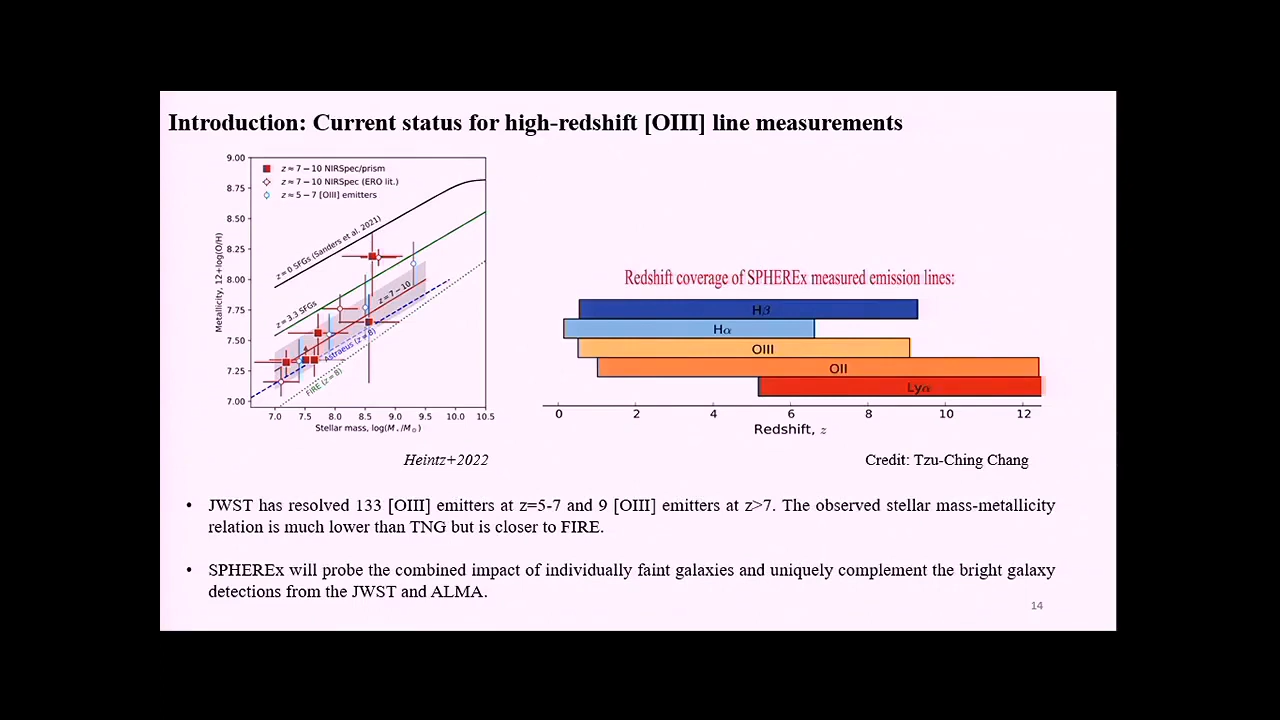 Introduction: Current status for high-redshift [OIII] line measurements
9.00
8.75
8.50
8.25
8.00
7.75
7.50
7.25
7.00
Metallicity, 12+log(O/H)
z ≈ 7 − 10 NIRSpec/prism
z ≈ 7 − 10 NIRSpec (ERO lit.)
z ≈ 5 − 7 [OIII] emitters
z = 0 SFGs (Sanders et al. 2021)
z = 3.3 SFGs
z = 7 − 10
Astraeus (z = 8)
FIRE (z = 8)
7.0 7.5 8.0 8.5 9.0 9.5 10.0 10.5
Stellar mass, log(M⋆/M⊙)
Heintz+2022
Redshift coverage of SPHEREx measured emission lines:
Hβ
Hα
OIII
OII
Lyα
0 2 4 6 8 10 12
Redshift, z
Credit: Tzu-Ching Chang
• JWST has resolved 133 [OIII] emitters at z=5-7 and 9 [OIII] emitters at z>7. The observed stellar mass-metallicity
relation is much lower than TNG but is closer to FIRE.
• SPHEREx will probe the combined impact of individually faint galaxies and uniquely complement the bright galaxy
detections from the JWST and ALMA.
14